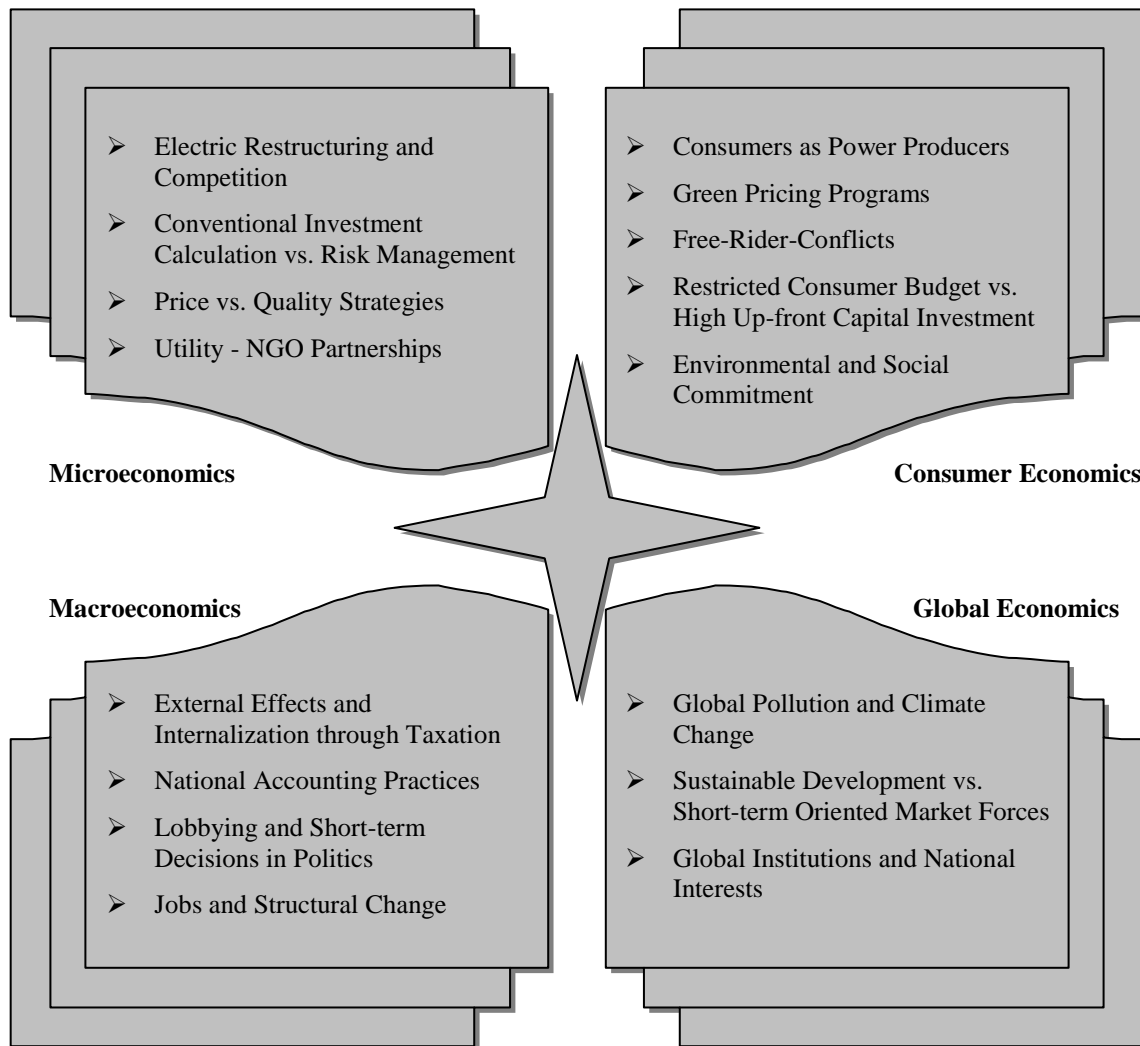 ➢ Electric Restructuring and
Competition
➢ Conventional Investment
Calculation vs. Risk Management
➢ Price vs. Quality Strategies
➢ Utility - NGO Partnerships
Microeconomics
➢ Consumers as Power Producers
➢ Green Pricing Programs
➢ Free-Rider-Conflicts
➢ Restricted Consumer Budget vs.
High Up-front Capital Investment
➢ Environmental and Social
Commitment
Consumer Economics
Macroeconomics
➢ External Effects and
Internalization through Taxation
➢ National Accounting Practices
➢ Lobbying and Short-term
Decisions in Politics
➢ Jobs and Structural Change
Global Economics
➢ Global Pollution and Climate
Change
➢ Sustainable Development vs.
Short-term Oriented Market Forces
➢ Global Institutions and National
Interests